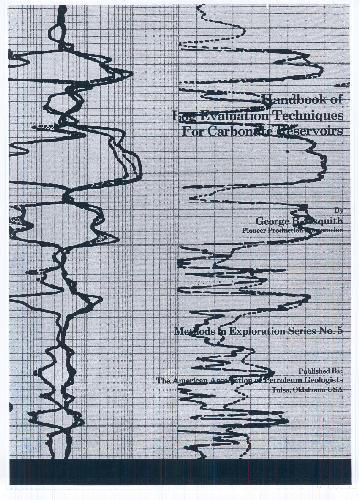 Handbook of
Log Evaluation Techniques
For Carbonate Reservoirs
By
George B. Asquith
Pioneer Production Corporation
Methods in Exploration Series No. 5
Published By:
The American Association of Petroleum Geologists
Tulsa, Oklahoma USA